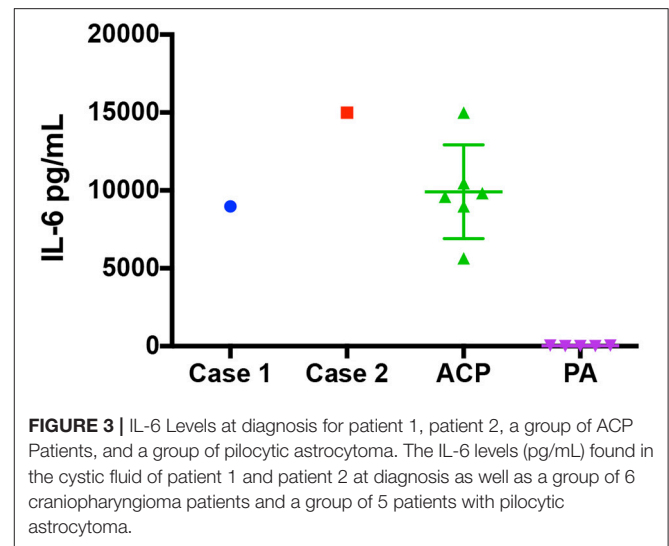 20000
15000
10000
5000
0
IL-6 pg/mL
Case 1 Case 2 ACP PA
FIGURE 3 | IL-6 Levels at diagnosis for patient 1, patient 2, a group of ACP
Patients, and a group of pilocytic astrocytoma. The IL-6 levels (pg/mL) found in
the cystic fluid of patient 1 and patient 2 at diagnosis as well as a group of 6
craniopharyngioma patients and a group of 5 patients with pilocytic
astrocytoma.